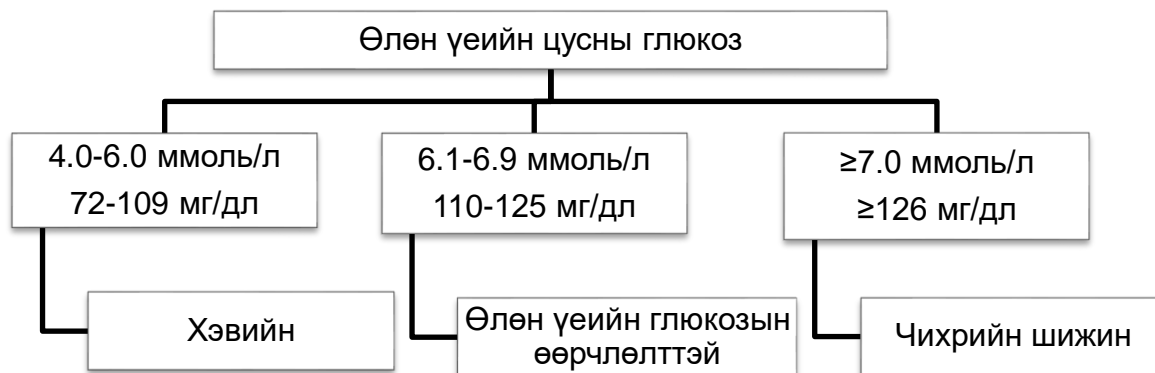 Өлөн үеийн цусны глюкоз
4.0-6.0 ммоль/л
72-109 мг/дл
6.1-6.9 ммоль/л
110-125 мг/дл
≥7.0 ммоль/л
≥126 мг/дл
Хэвийн
Өлөн үеийн глюкозын
өөрчлөлттэй
Чихрийн шижин